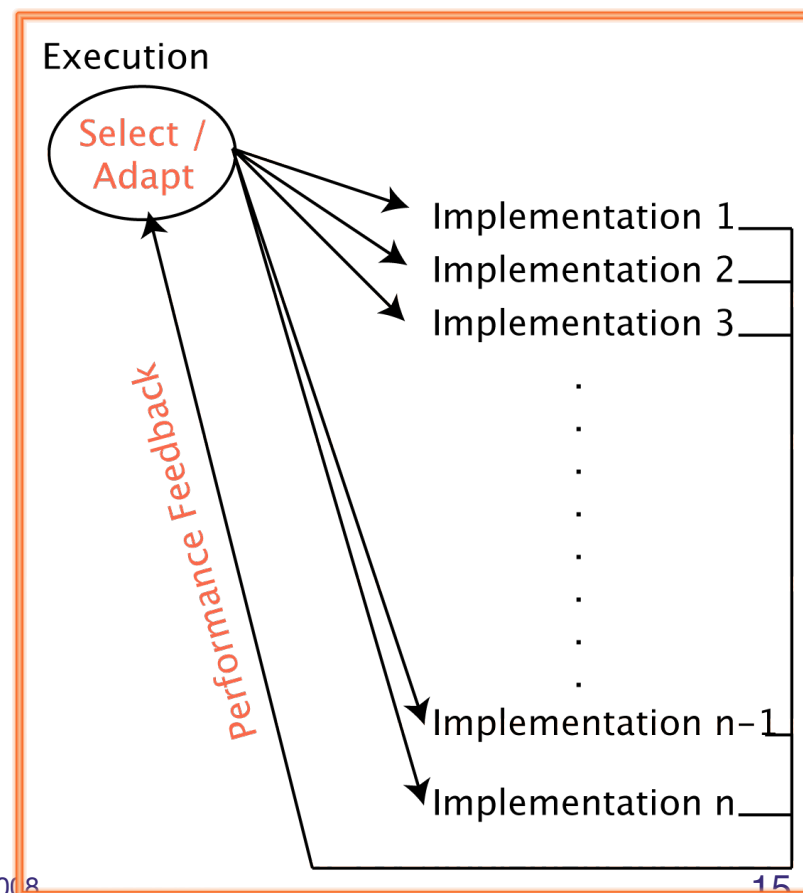 Execution
Select /
Adapt
Implementation 1
Implementation 2
Implementation 3
.
.
.
.
.
.
.
.
Implementation n-1
Implementation n
Performance Feedback
15